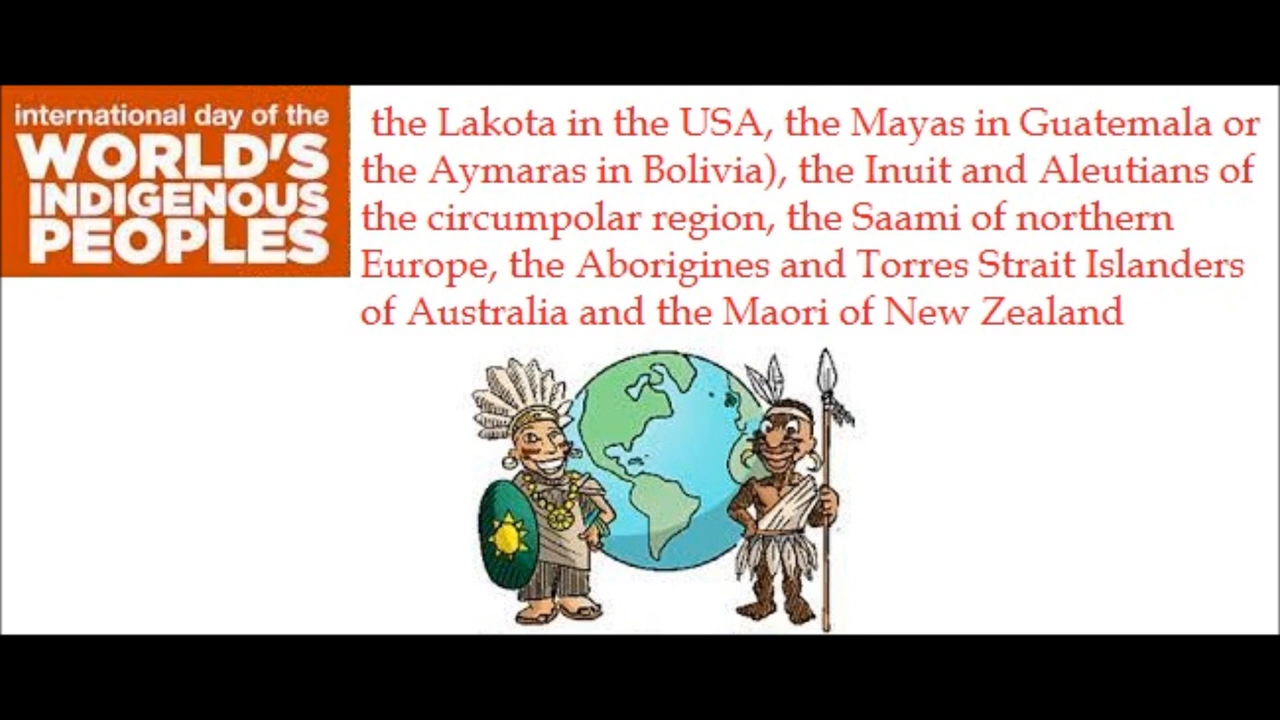 international day of the
WORLD'S
INDIGENOUS
PEOPLES
the Lakota in the USA, the Mayas in Guatemala or
the Aymaras in Bolivia), the Inuit and Aleutians of
the circumpolar region, the Saami of northern
Europe, the Aborigines and Torres Strait Islanders
of Australia and the Maori of New Zealand